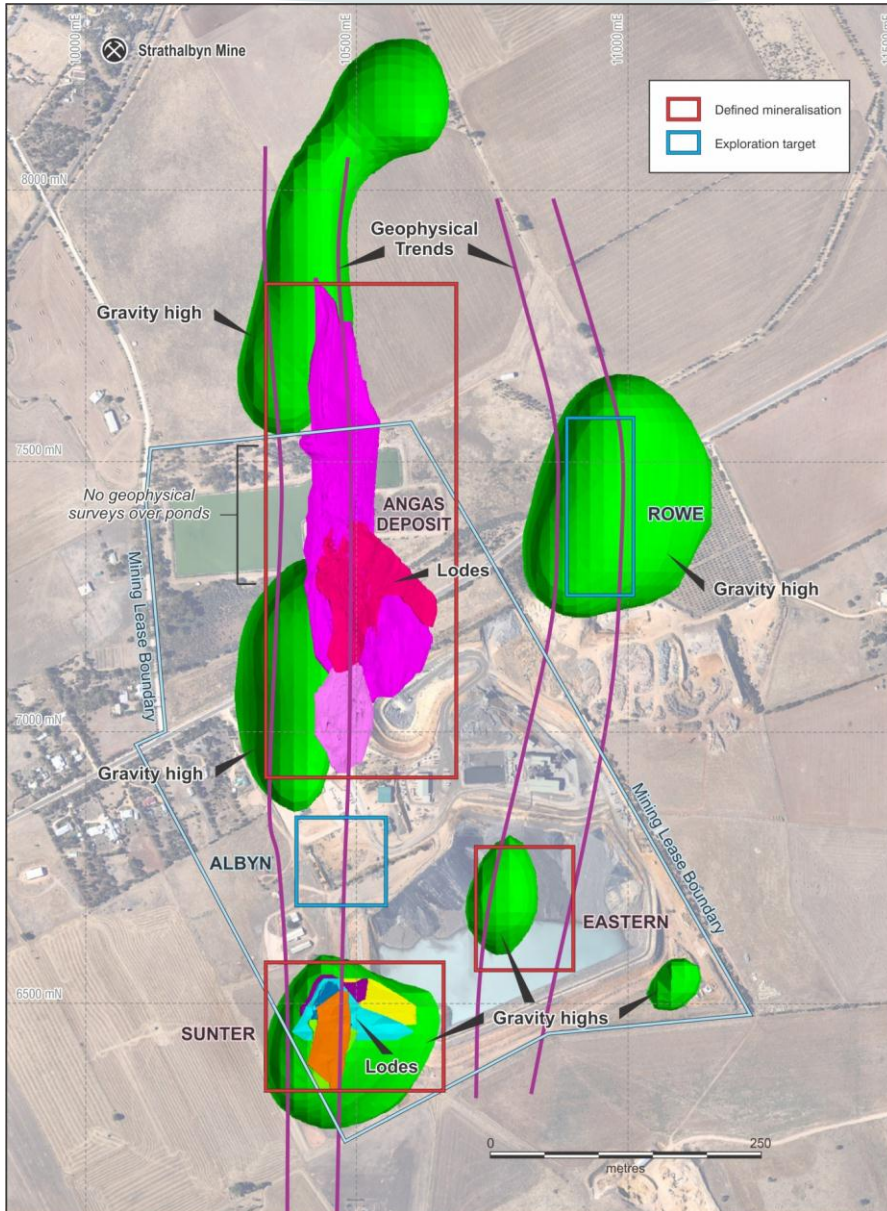 10000 mE
10500 mE
11000 mE
Strathalbyn Mine
Defined mineralisation
Exploration target
8000 mN
Geophysical
Trends
Gravity high
7500 mN
No geophysical
surveys over ponds
ANGAS
DEPOSIT
ROWE
Lodes
Gravity high
Mining Lease Boundary
7000 mN
Gravity high
Mining Lease Boundary
ALBYN
EASTERN
6500 mN
SUNTER
Gravity highs
Lodes
0
250
metres